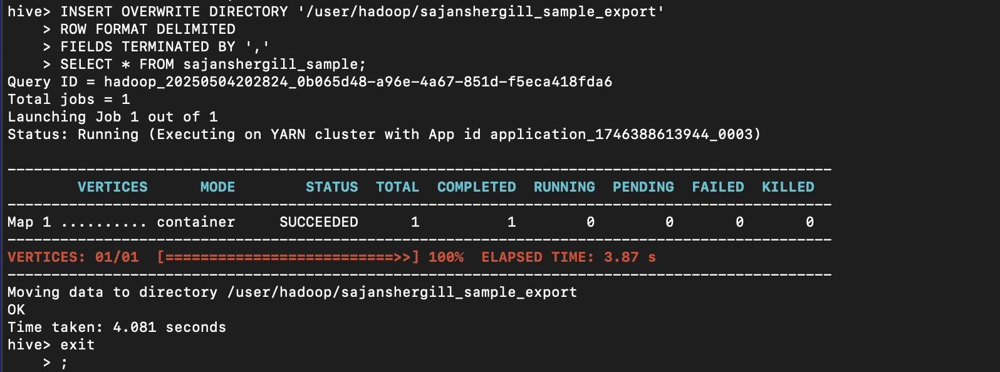 hive> INSERT OVERWRITE DIRECTORY '/user/hadoop/sajanshergill_sample_export'
    > ROW FORMAT DELIMITED
    > FIELDS TERMINATED BY ','
    > SELECT * FROM sajanshergill_sample;
Query ID = hadoop_20250504202824_0b065d48-a96e-4a67-851d-f5eca418fda6
Total jobs = 1
Launching Job 1 out of 1
Status: Running (Executing on YARN cluster with App id application_1746388613944_0003)

----------------------------------------------------------------------------------------------
        VERTICES      MODE        STATUS  TOTAL  COMPLETED  RUNNING  PENDING  FAILED  KILLED
----------------------------------------------------------------------------------------------
Map 1 .......... container     SUCCEEDED      1          1        0        0       0       0
----------------------------------------------------------------------------------------------
VERTICES: 01/01  [==========================>>] 100%  ELAPSED TIME: 3.87 s
----------------------------------------------------------------------------------------------
Moving data to directory /user/hadoop/sajanshergill_sample_export
OK
Time taken: 4.081 seconds
hive> exit
    > ;